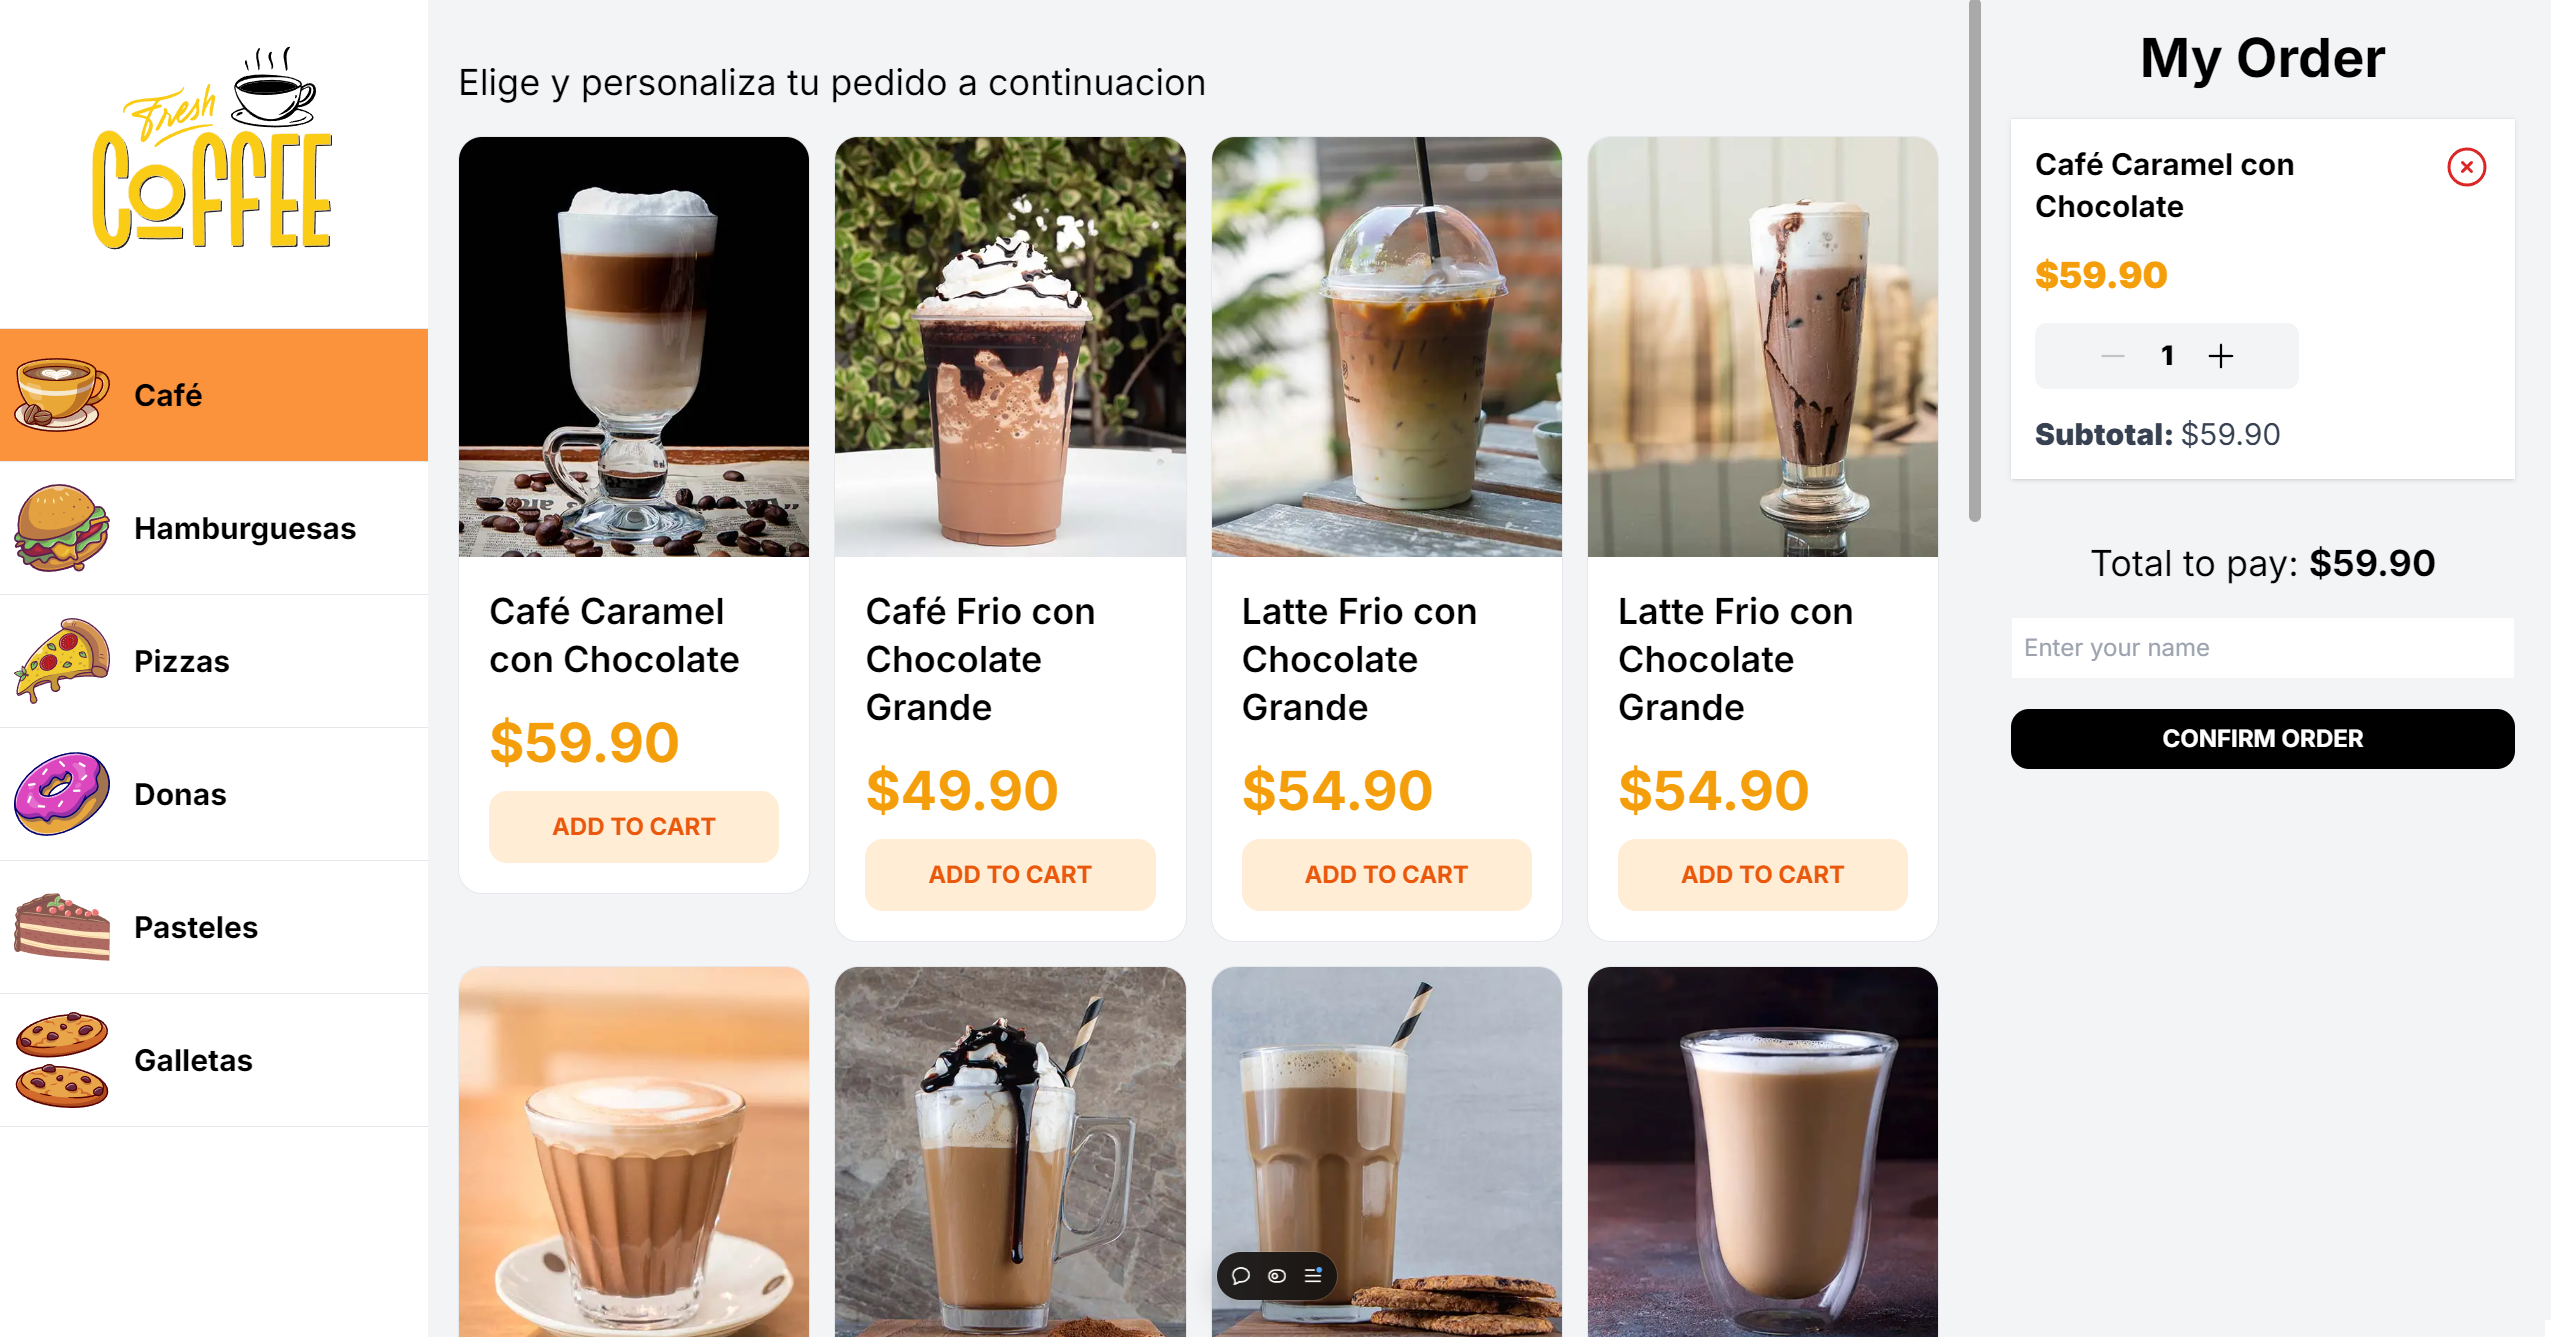 Fresh
COFFEE
Café
Hamburguesas
Pizzas
Donas
Pasteles
Galletas
Elige y personaliza tu pedido a continuacion
Café Caramel
con Chocolate
$59.90
ADD TO CART
Café Frio con
Chocolate
Grande
$49.90
ADD TO CART
Latte Frio con
Chocolate
Grande
$54.90
ADD TO CART
Latte Frio con
Chocolate
Grande
$54.90
ADD TO CART
My Order
Café Caramel con
Chocolate
$59.90
1
Subtotal: $59.90
Total to pay: $59.90
Enter your name
CONFIRM ORDER